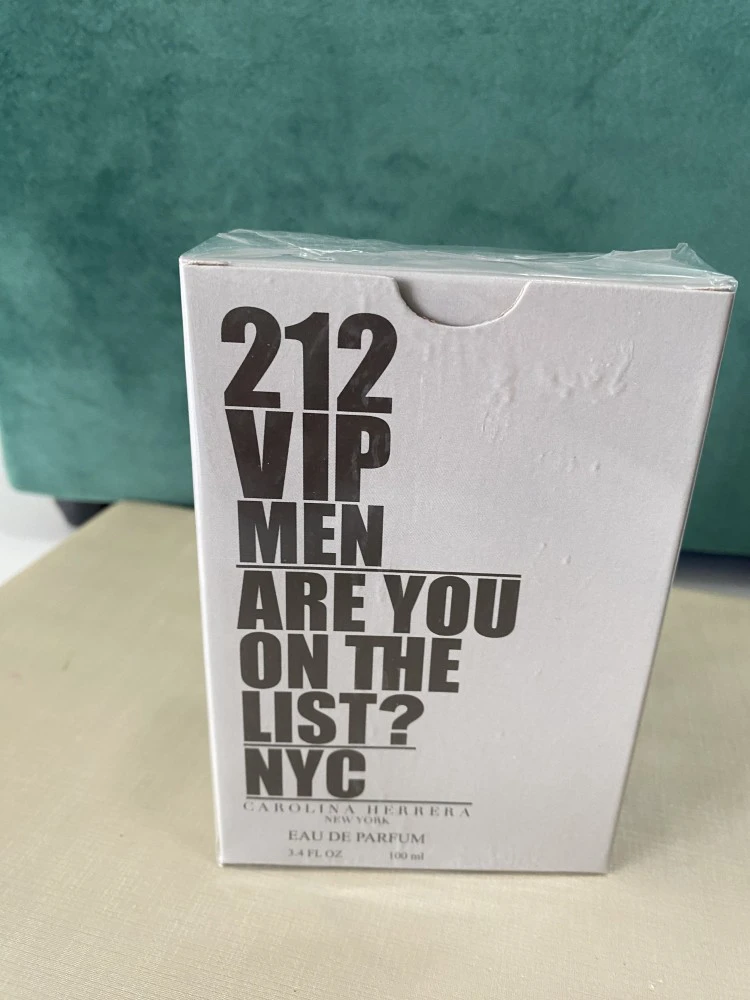 212
VIP
MEN
ARE YOU
ON THE
LIST?
NYC
CAROLINA HERRERA
NEW YORK
EAU DE PARFUM
3.4 FL OZ 100 ml